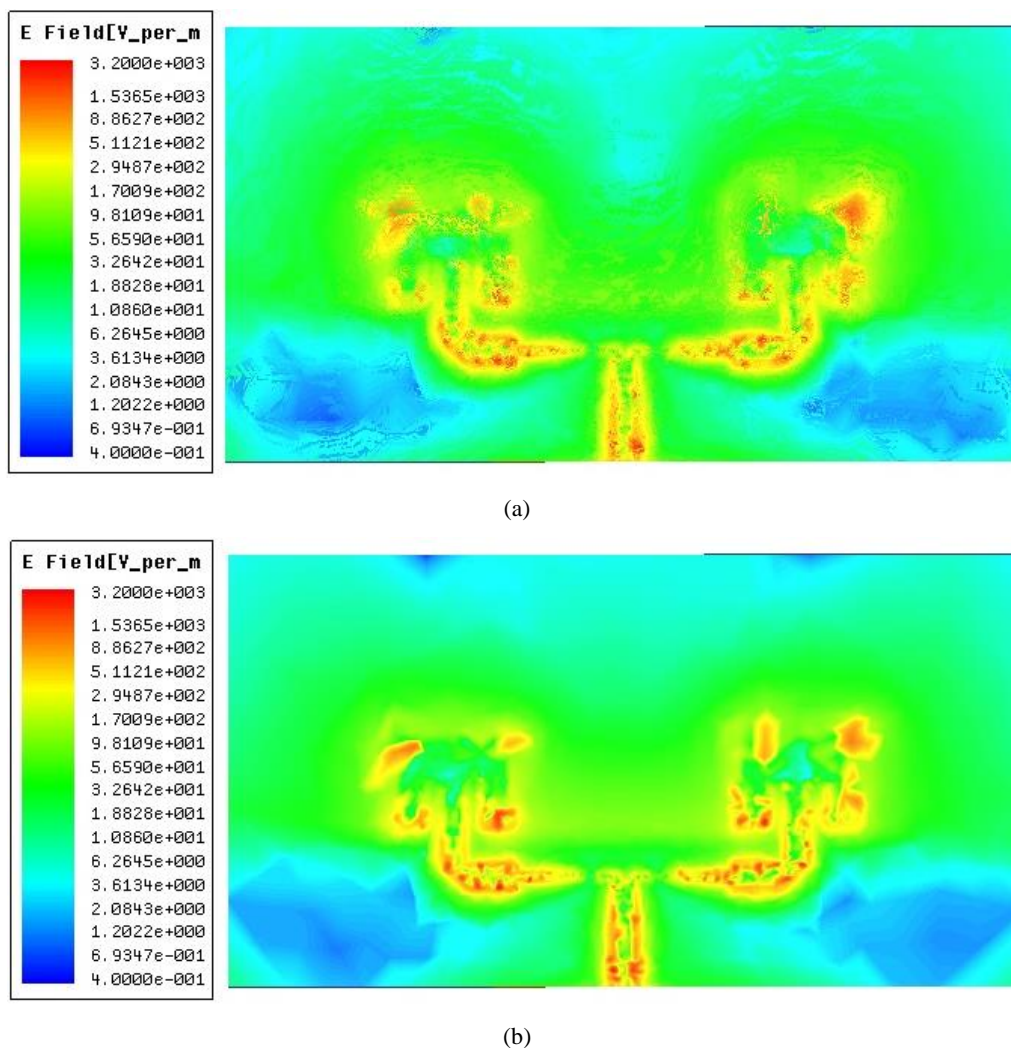 E Field[V_per_m
3.2000e+003
1.5365e+003
8.8627e+002
5.1121e+002
2.9487e+002
1.7009e+002
9.8109e+001
5.6590e+001
3.2642e+001
1.8828e+001
1.0860e+001
6.2645e+000
3.6134e+000
2.0843e+000
1.2022e+000
6.9347e-001
4.0000e-001
(a)
E Field[V_per_m
3.2000e+003
1.5365e+003
8.8627e+002
5.1121e+002
2.9487e+002
1.7009e+002
9.8109e+001
5.6590e+001
3.2642e+001
1.8828e+001
1.0860e+001
6.2645e+000
3.6134e+000
2.0843e+000
1.2022e+000
6.9347e-001
4.0000e-001
(b)